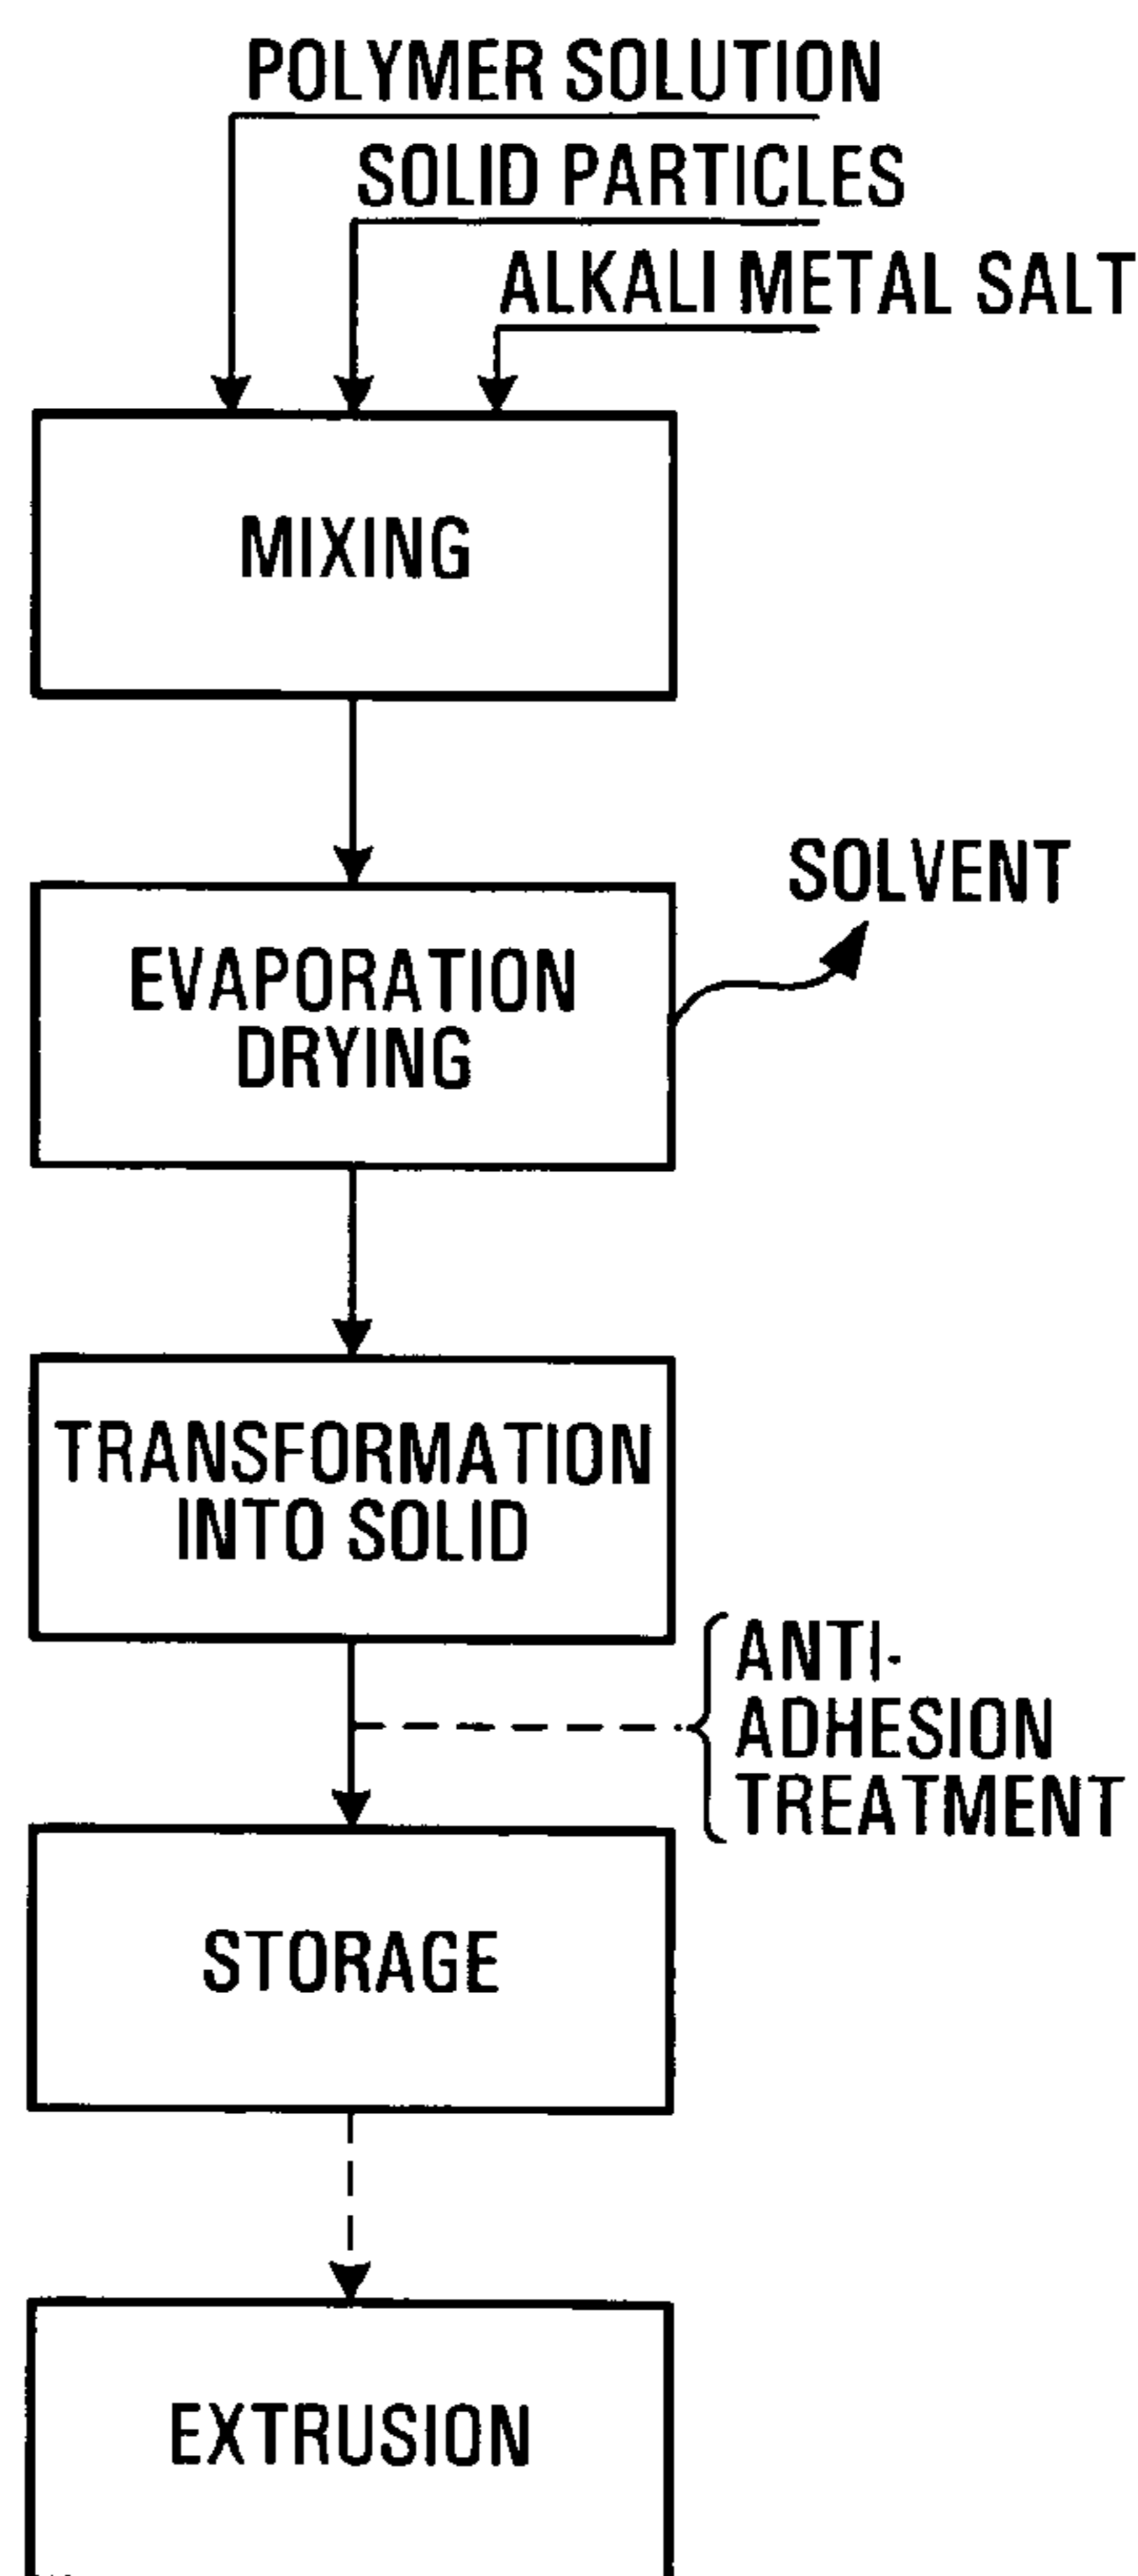 POLYMER SOLUTION
SOLID PARTICLES
ALKALI METAL SALT
MIXING
SOLVENT
EVAPORATION
DRYING
TRANSFORMATION
INTO SOLID
ANTI-
ADHESION
TREATMENT
STORAGE
EXTRUSION